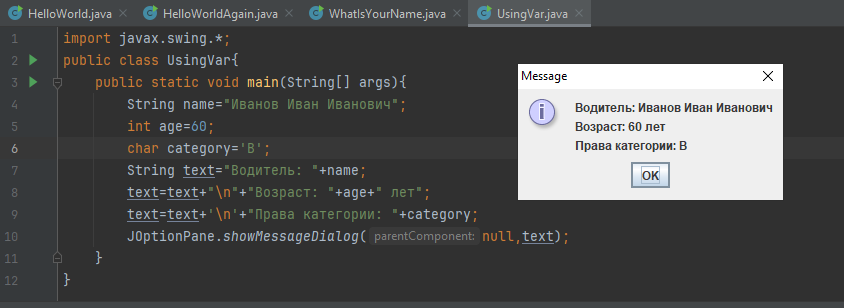 HelloWorld.java × HelloWorldAgain.java × WhatIsYourName.java × UsingVar.java ×
1 import javax.swing.*;
2 public class UsingVar{
3 public static void main(String[] args){
4 String name="Иванов Иван Иванович";
5 int age=60;
6 char category='B';
7 String text="Водитель: "+name;
8 text=text+"\n"+"Возраст: "+age+" лет";
9 text=text+'\n'+"Права категории: "+category;
10 JOptionPane.showMessageDialog( parentComponent: null,text);
11 }
12 }
Message
Водитель: Иванов Иван Иванович
Возраст: 60 лет
Права категории: B
OK